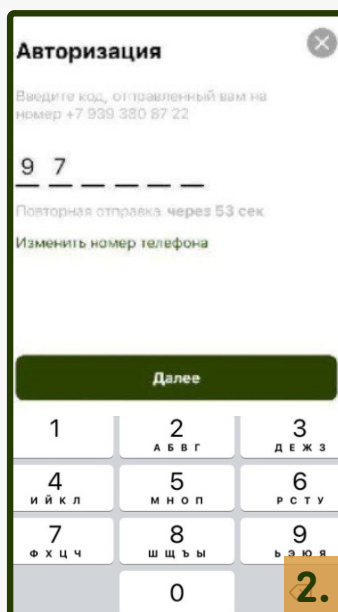 Авторизация
Введите код, отправленный вам на
номер +7 939 380 87 22
9 7
Повторная отправка через 53 сек
Изменить номер телефона
Далее
1 2 3
А Б В Г Д Е Ж З
4 5 6
И Й К Л М Н О П Р С Т У
7 8 9
Ф Х Ц Ч Ш Щ Ъ Ы Ь Э Ю Я
0
2.